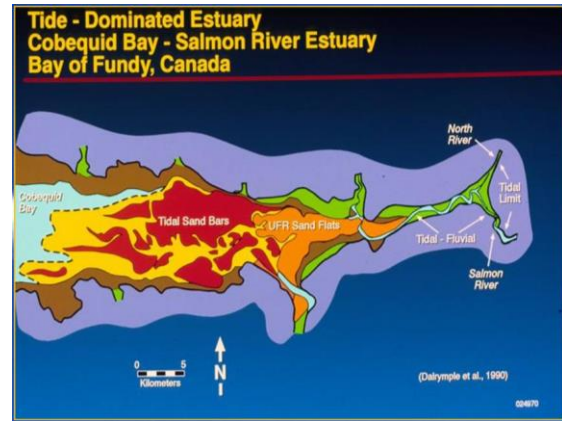 Tide - Dominated Estuary
Cobequid Bay - Salmon River Estuary
Bay of Fundy, Canada
North
River
Cobequid
Bay
Tidal
Limit
Tidal Sand Bars
UFR Sand Flats
Tidal - Fluvial
Salmon
River
0 5
Kilometers
N
(Dalrymple et al., 1990)
024970